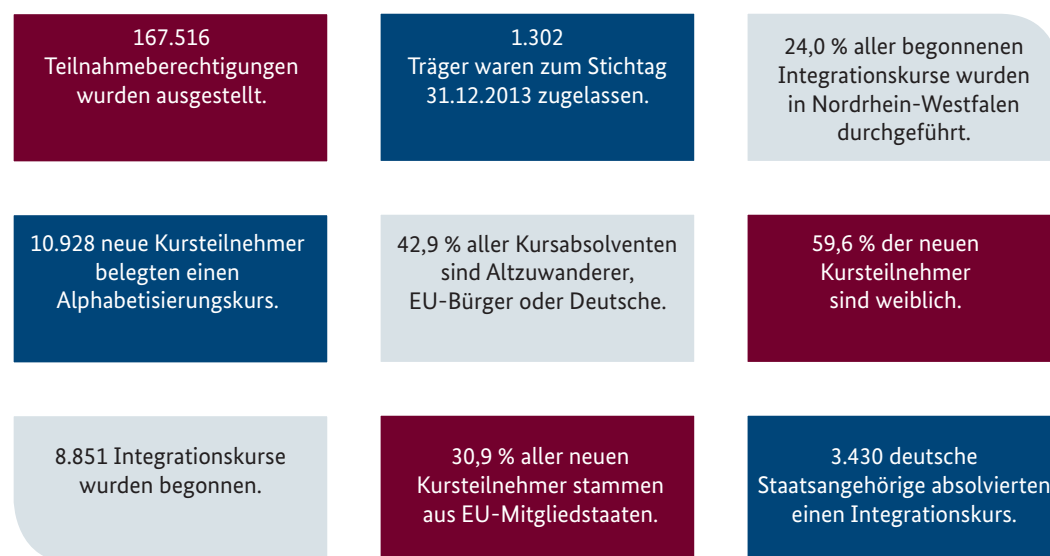 167.516
Teilnahmeberechtigungen
wurden ausgestellt.
1.302
Träger waren zum Stichtag
31.12.2013 zugelassen.
24,0 % aller begonnenen
Integrationskurse wurden
in Nordrhein-Westfalen
durchgeführt.
10.928 neue Kursteilnehmer
belegten einen
Alphabetisierungskurs.
42,9 % aller Kursabsolventen
sind Altzuwanderer,
EU-Bürger oder Deutsche.
59,6 % der neuen
Kursteilnehmer
sind weiblich.
8.851 Integrationskurse
wurden begonnen.
30,9 % aller neuen
Kursteilnehmer stammen
aus EU-Mitgliedstaaten.
3.430 deutsche
Staatsangehörige absolvierten
einen Integrationskurs.